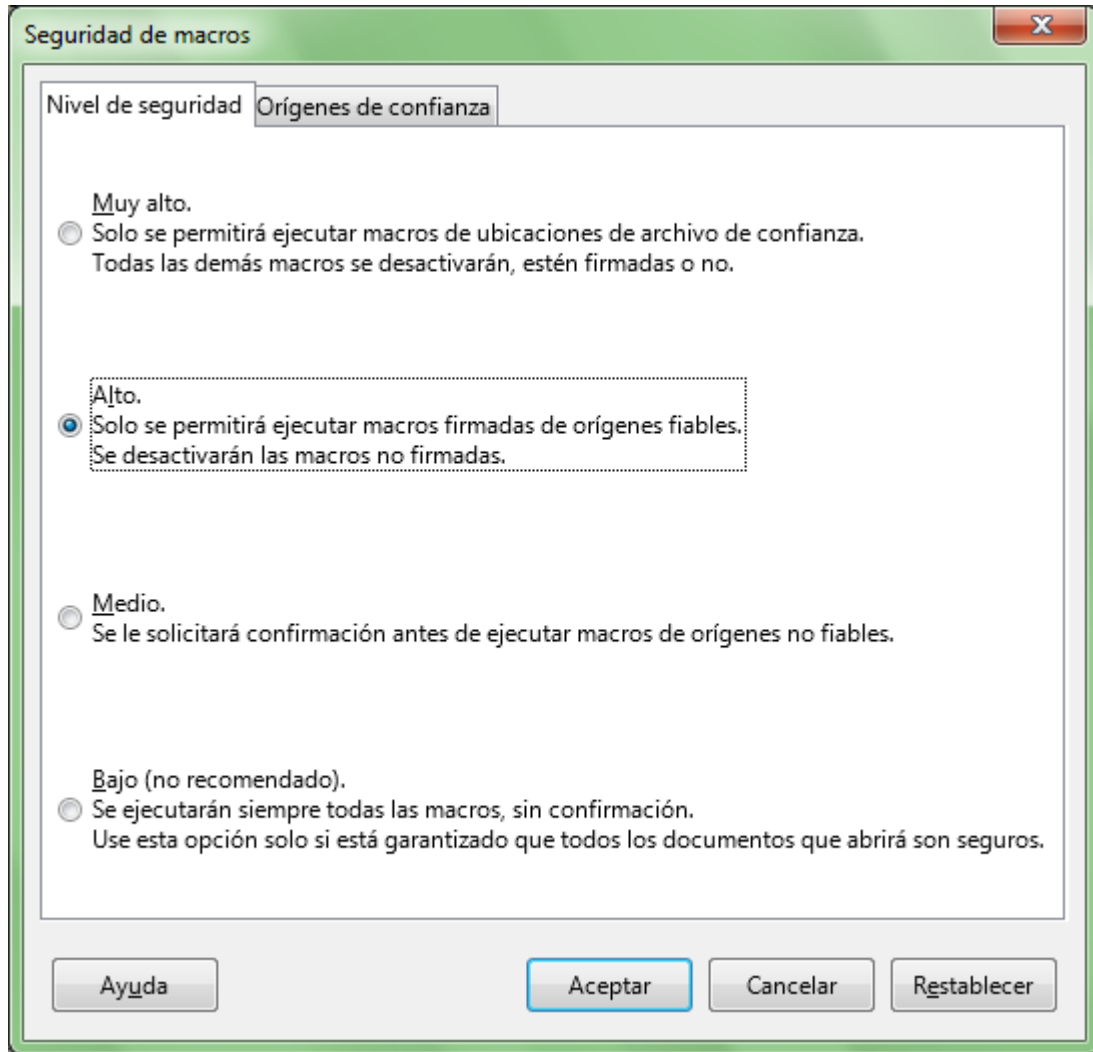 Seguridad de macros
Nivel de seguridad
Orígenes de confianza
Muy alto.
Solo se permitirá ejecutar macros de ubicaciones de archivo de confianza.
Todas las demás macros se desactivarán, estén firmadas o no.
Alto.
Solo se permitirá ejecutar macros firmadas de orígenes fiables.
Se desactivarán las macros no firmadas.
Medio.
Se le solicitará confirmación antes de ejecutar macros de orígenes no fiables.
Bajo (no recomendado).
Se ejecutarán siempre todas las macros, sin confirmación.
Use esta opción solo si está garantizado que todos los documentos que abrirá son seguros.
Ayuda
Aceptar
Cancelar
Restablecer